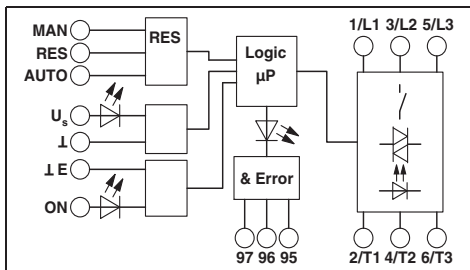 MAN
RES
AUTO
Us
⊥
⊥ E
ON
RES
Logic
µP
& Error
97 96 95
1/L1 3/L2 5/L3
2/T1 4/T2 6/T3